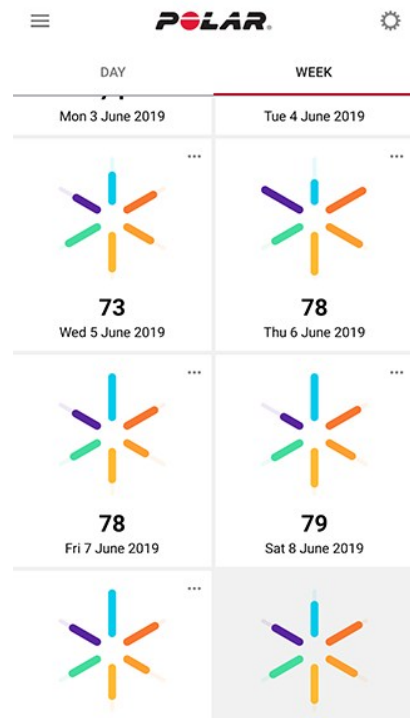 POLAR
DAY WEEK
Mon 3 June 2019 Tue 4 June 2019
73 78
Wed 5 June 2019 Thu 6 June 2019
78 79
Fri 7 June 2019 Sat 8 June 2019